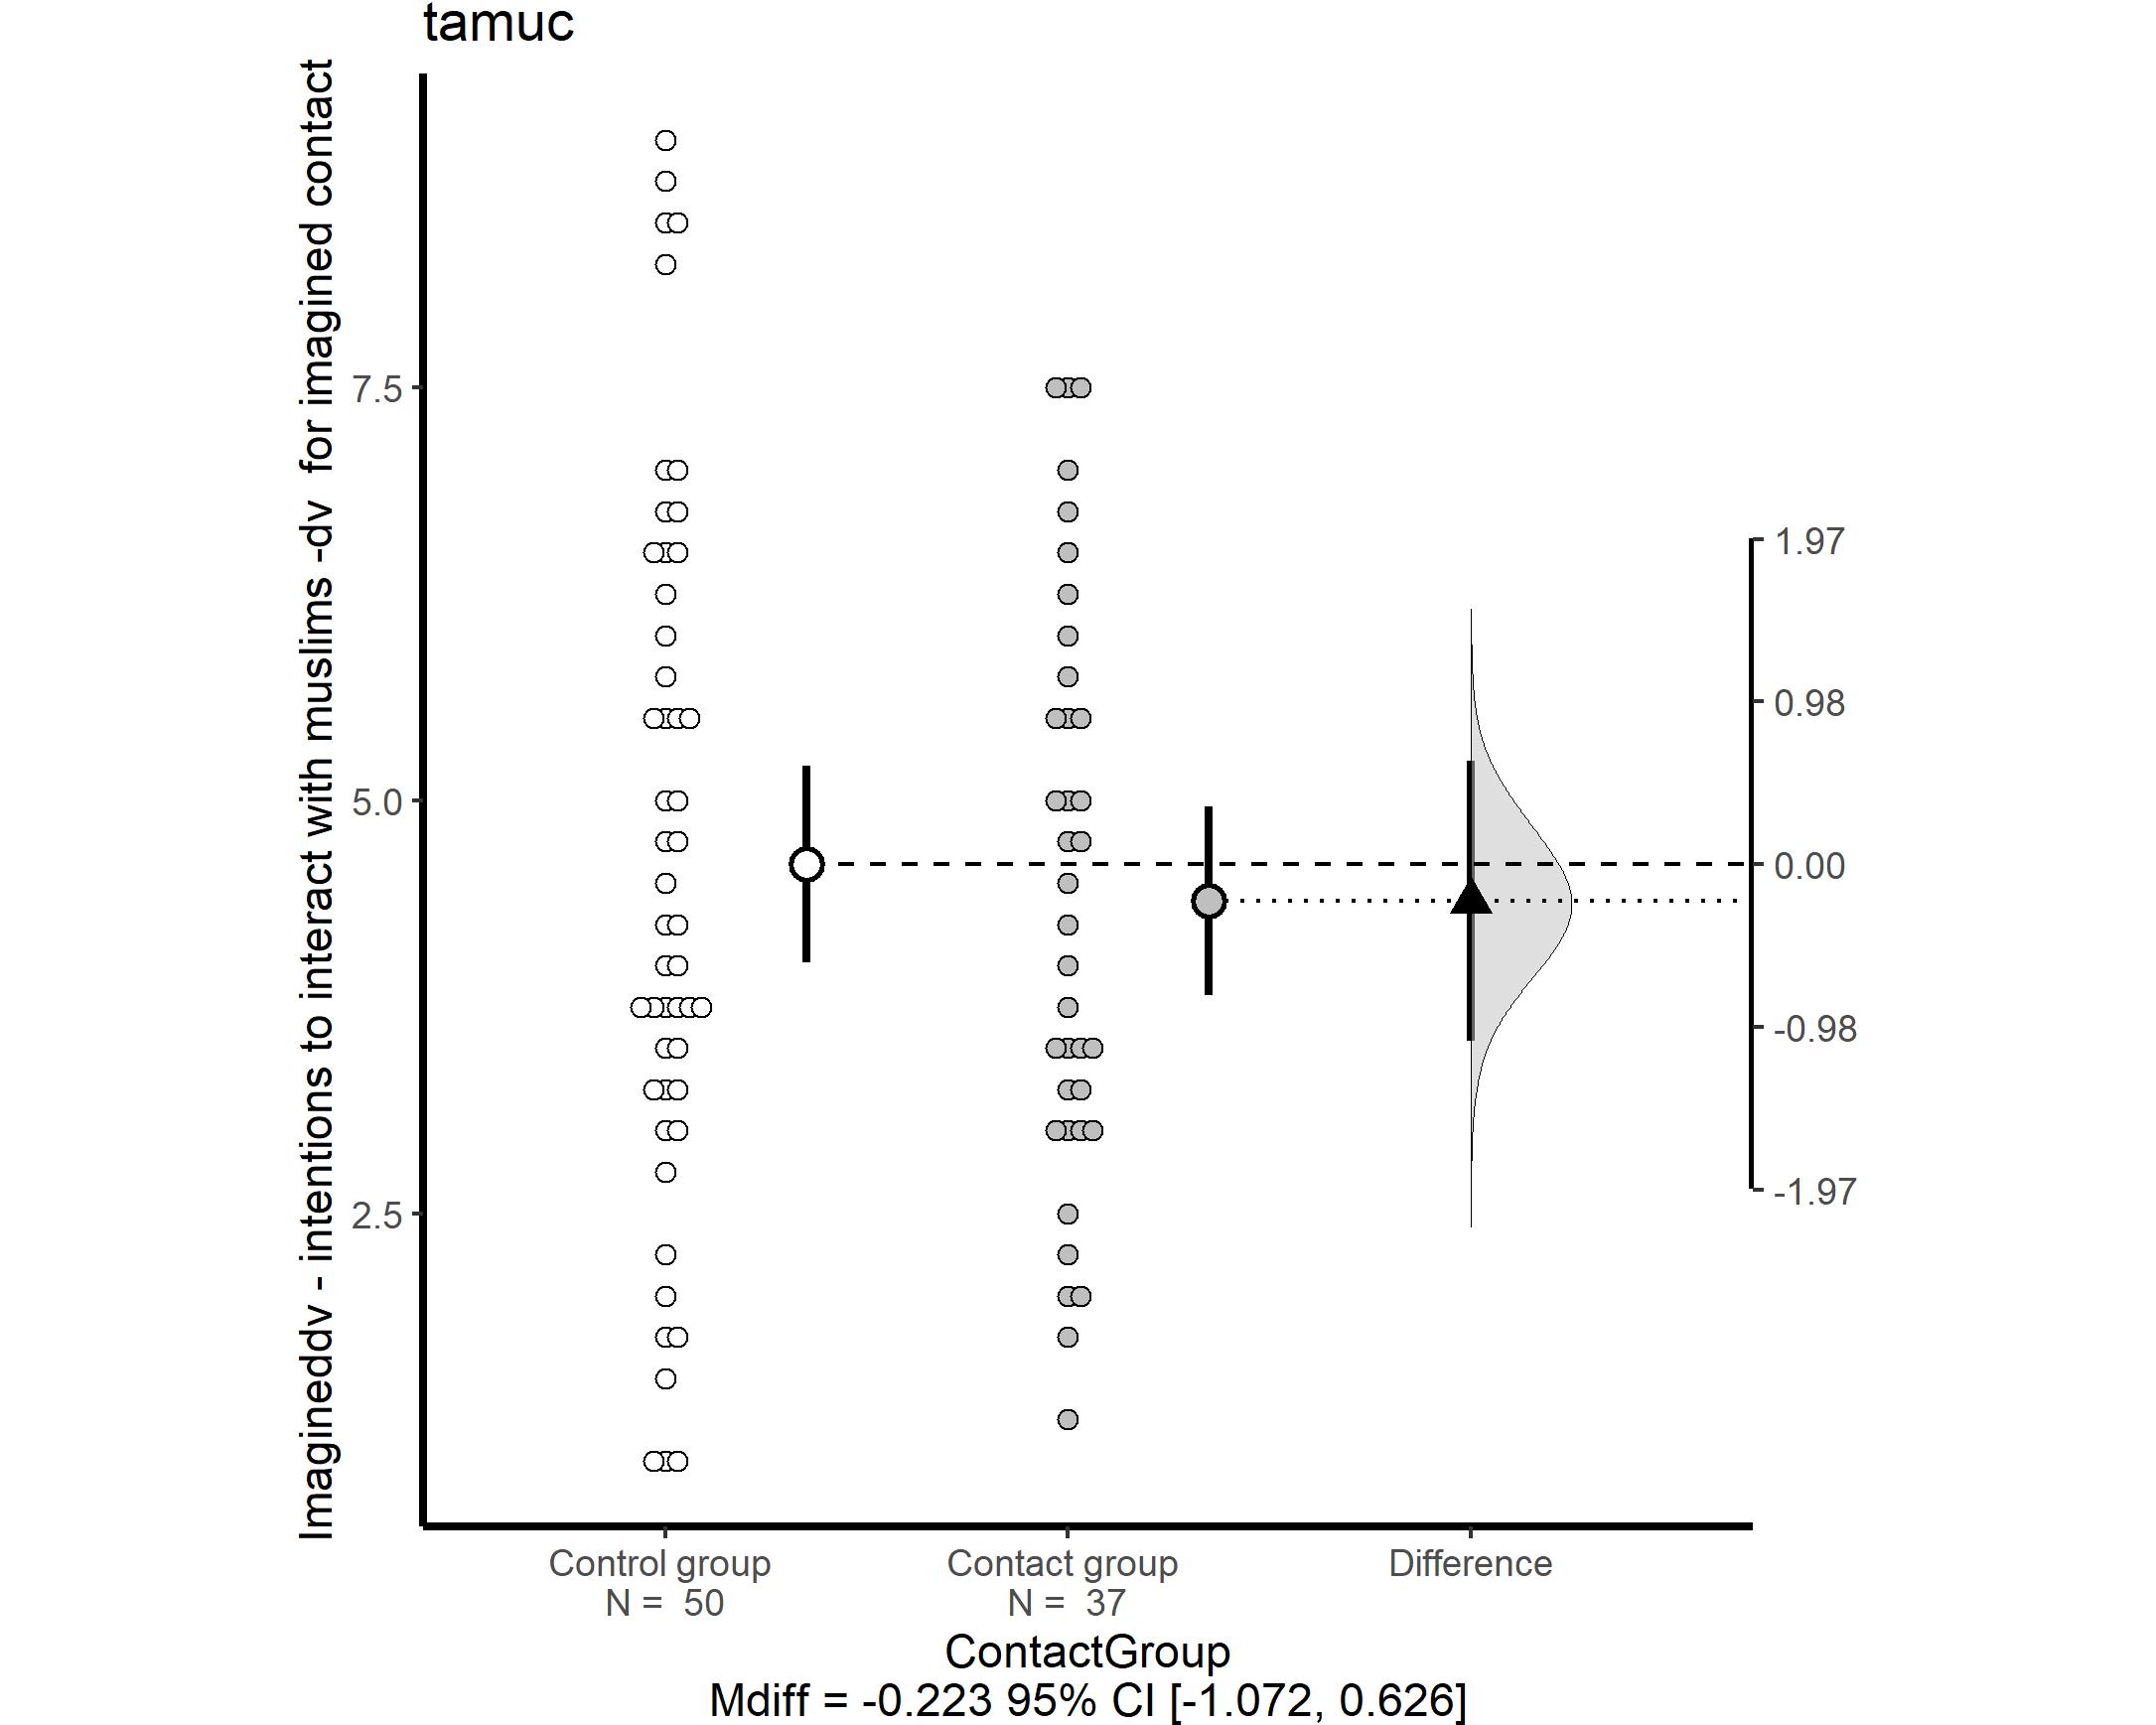 tamuc
Imagineddv - intentions to interact with muslims -dv  for imagined contact
7.5
5.0
2.5
1.97
0.98
0.00
-0.98
-1.97
Control group
N =  50
Contact group
N =  37
Difference
ContactGroup
Mdiff = -0.223 95% CI [-1.072, 0.626]